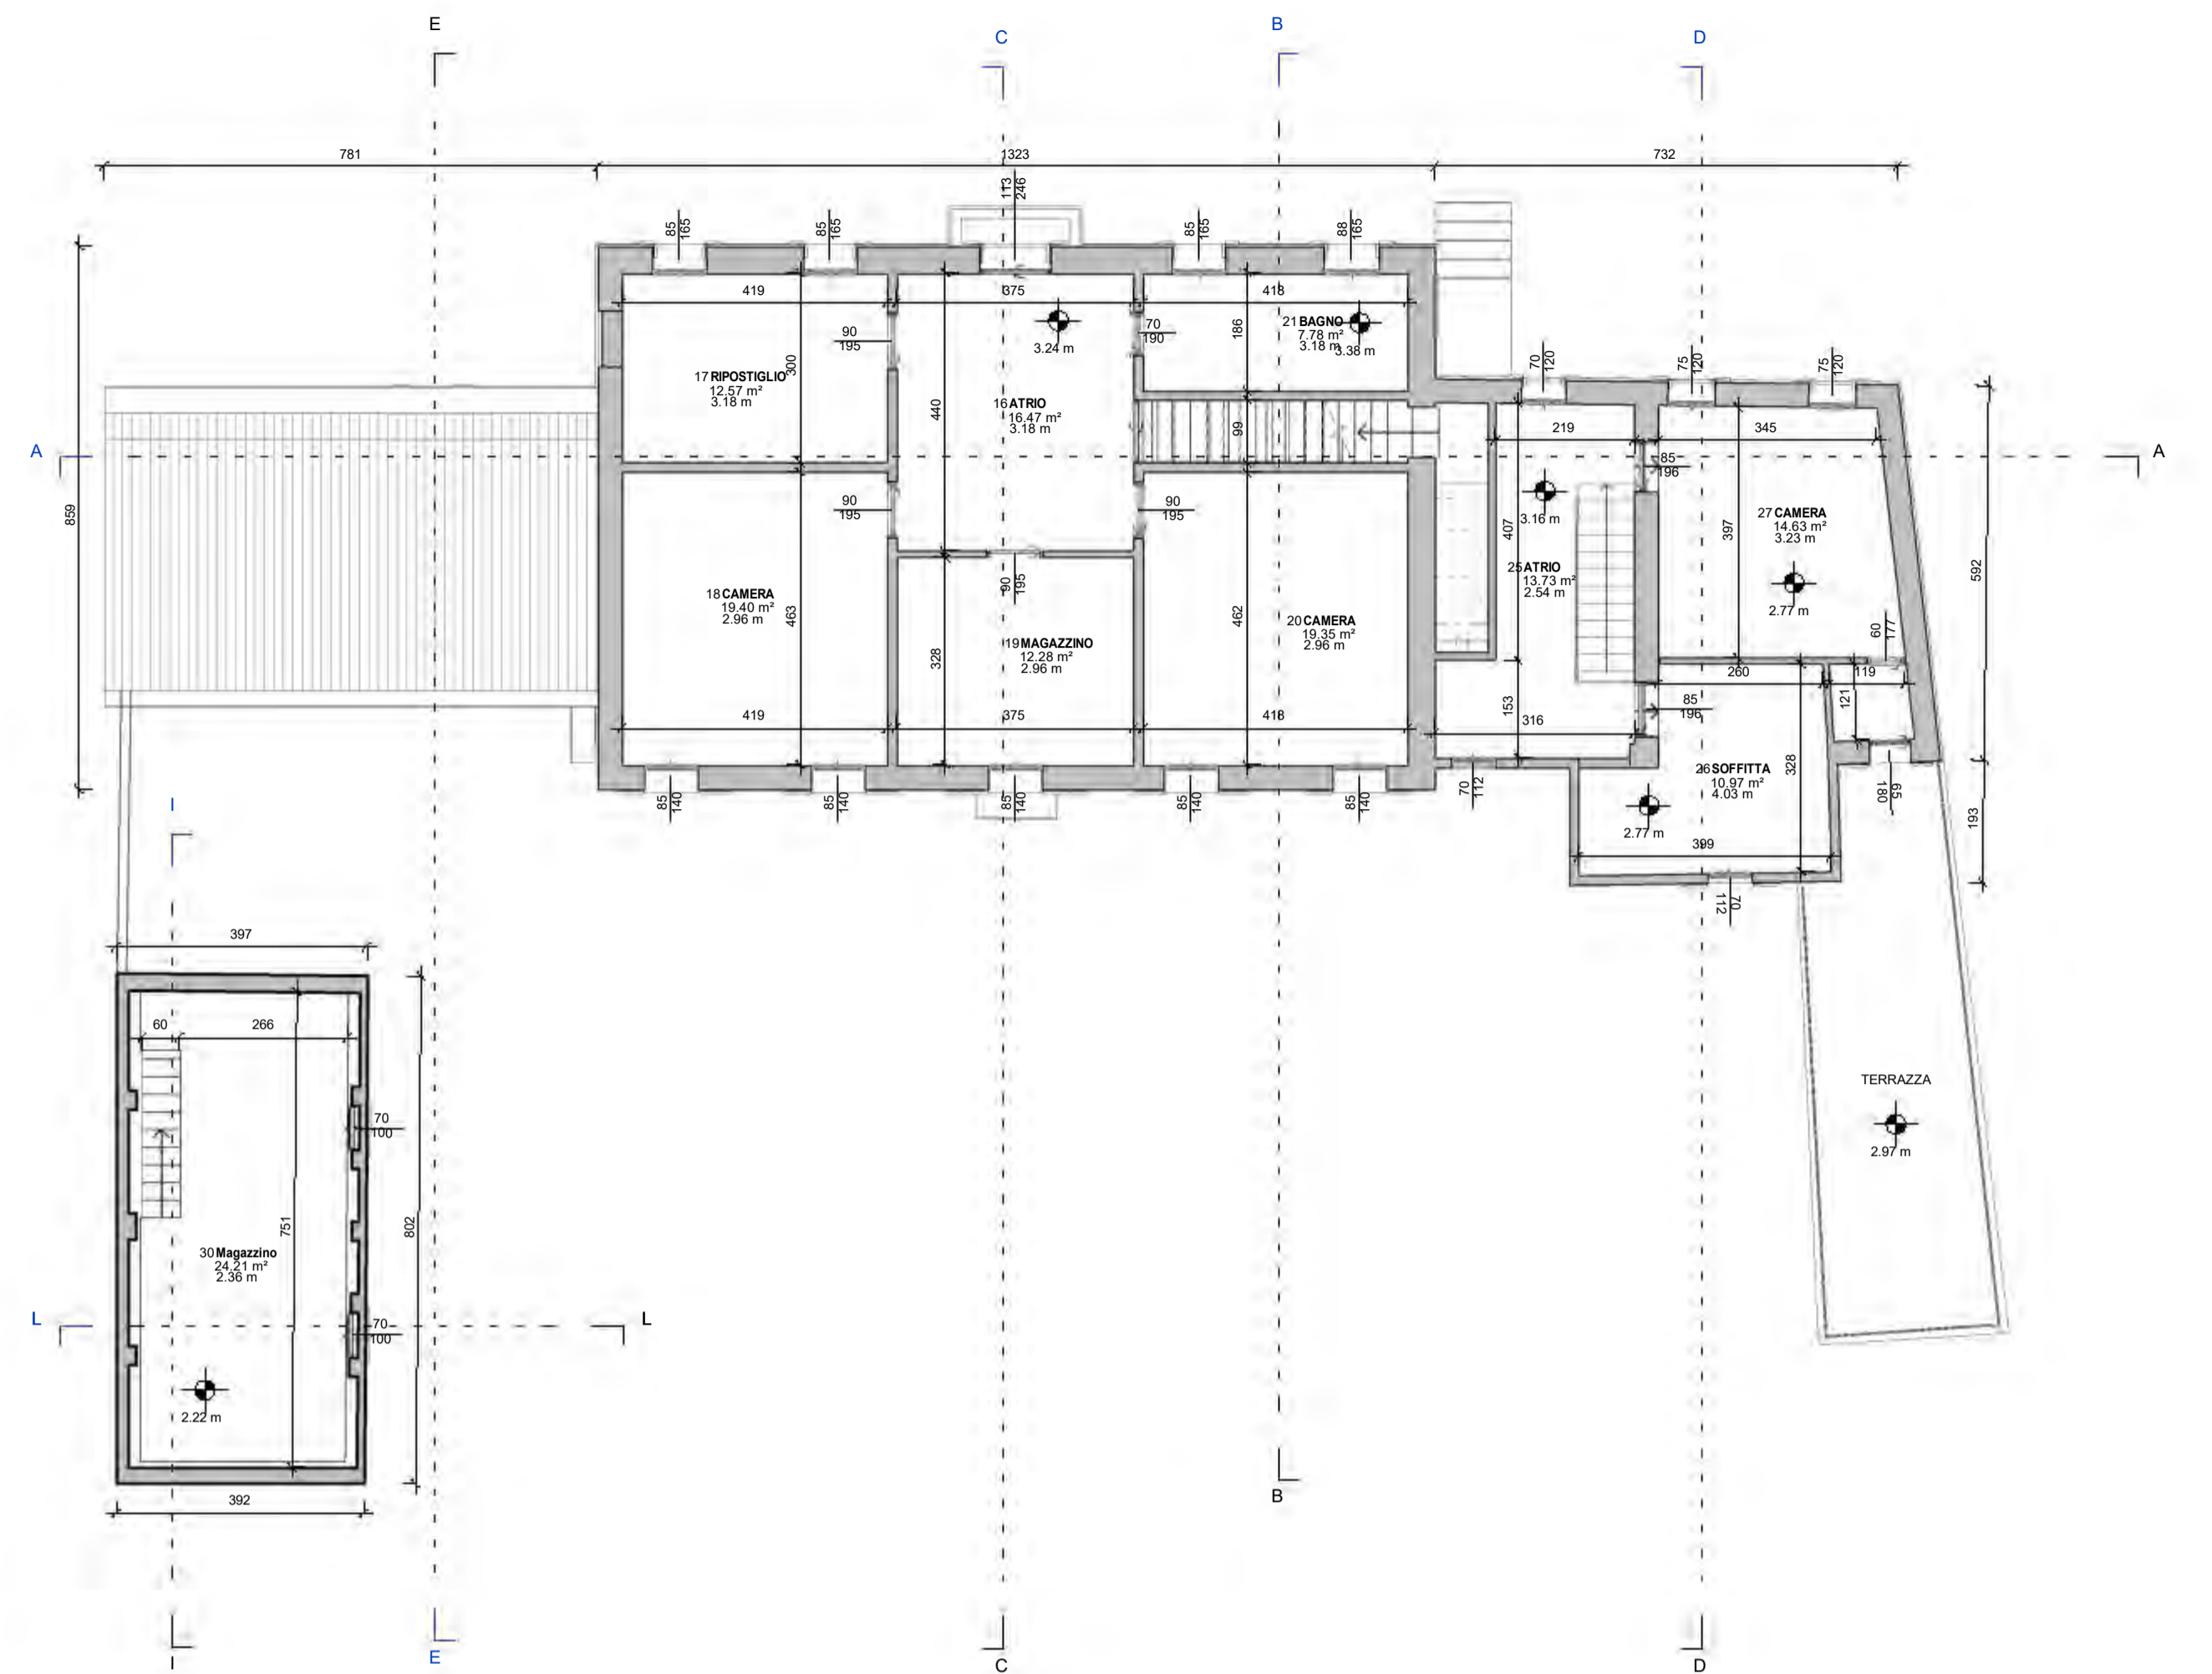 E
C
B
D
781
1323
732
113
246
85
165
85
165
85
165
88
165
419
375
418
90
195
300
440
3.24 m
70
190
186
21 BAGNO
7.78 m²
3.18 m
3.38 m
70
120
75
120
75
120
17 RIPOSTIGLIO
12.57 m²
3.18 m
16 ATRIO
16.47 m²
3.18 m
99
219
345
A
A
85
196
859
90
195
90
195
3.16 m
407
397
27 CAMERA
14.63 m²
3.23 m
2.77 m
592
25 ATRIO
13.73 m²
2.54 m
18 CAMERA
19.40 m²
2.96 m
463
90
195
19 MAGAZZINO
12.28 m²
2.96 m
328
462
20 CAMERA
19.35 m²
2.96 m
60
177
260
119
121
85
196
153
316
419
375
418
26 SOFFITTA
10.97 m²
4.03 m
328
85
140
85
140
85
140
85
140
85
140
70
112
65
180
193
2.77 m
399
70
112
I
397
60
266
70
100
TERRAZZA
2.97 m
751
802
30 Magazzino
24.21 m²
2.36 m
L
L
70
100
2.22 m
392
B
I
E
C
D